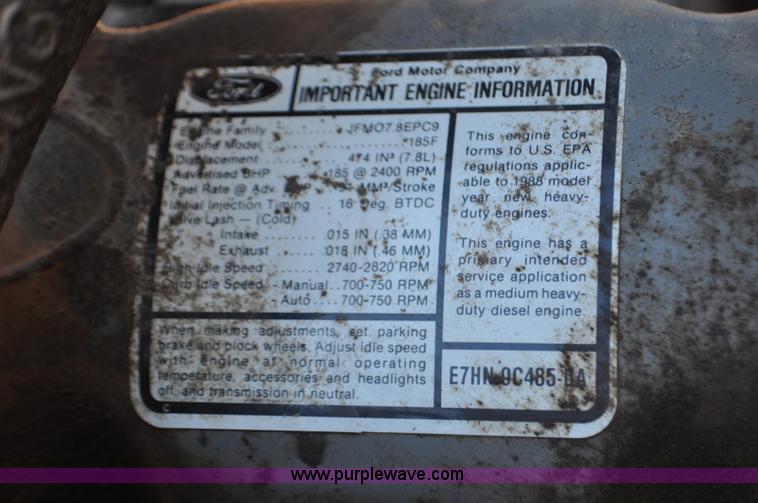 Ford
Ford Motor Company
IMPORTANT ENGINE INFORMATION
Engine Family ........ JFM07.8EPC9
Engine Model ........ 185F
Displacement ..... 474 IN³ (7.8L)
Advertised BHP 185 @ 2400 RPM
Fuel Rate @ Adv. MM³/Stroke
Initial Injection Timing 16 Deg. BTDC
Valve Lash — (Cold)
Intake ......... .015 IN (.38 MM)
Exhaust ....... .018 IN (.46 MM)
High Idle Speed ..... 2740-2820 RPM
Curb Idle Speed - Manual..700-750 RPM
- Auto....700-750 RPM
When making adjustments, set parking
brake and block wheels. Adjust idle speed
with engine at normal operating
temperature, accessories and headlights
off, and transmission in neutral.
C
This engine con-
forms to U.S. EPA
regulations applic-
able to 1988 model
year new heavy-
duty engines.
This engine has a
primary intended
service application
as a medium heavy-
duty diesel engine.
E7HN-9C485-
www.purplewave.com